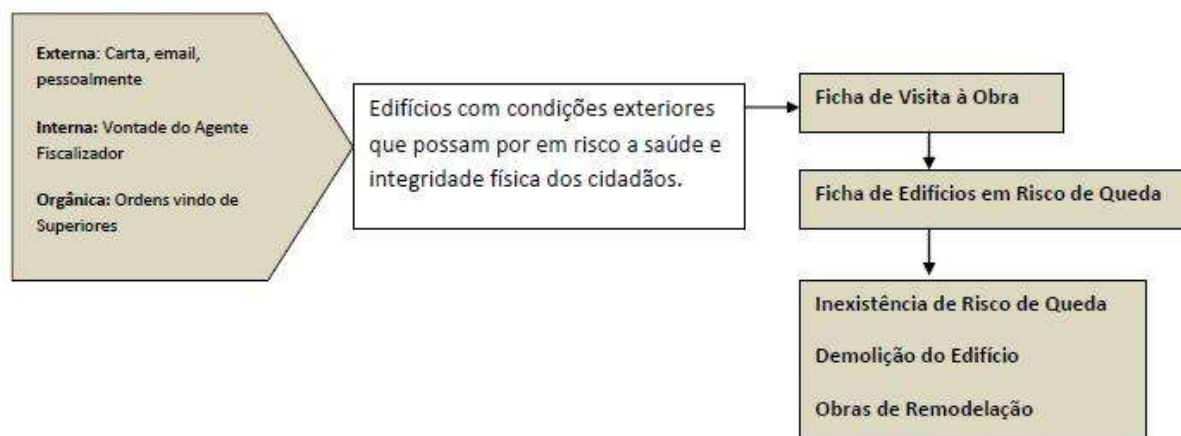 Externa: Carta, email,
pessoalmente
Interna: Vontade do Agente
Fiscalizador
Orgânica: Ordens vindo de
Superiores
Edifícios com condições exteriores
que possam por em risco a saúde e
integridade física dos cidadãos.
Ficha de Visita à Obra
Ficha de Edifícios em Risco de Queda
Inexistência de Risco de Queda
Demolição do Edifício
Obras de Remodelação